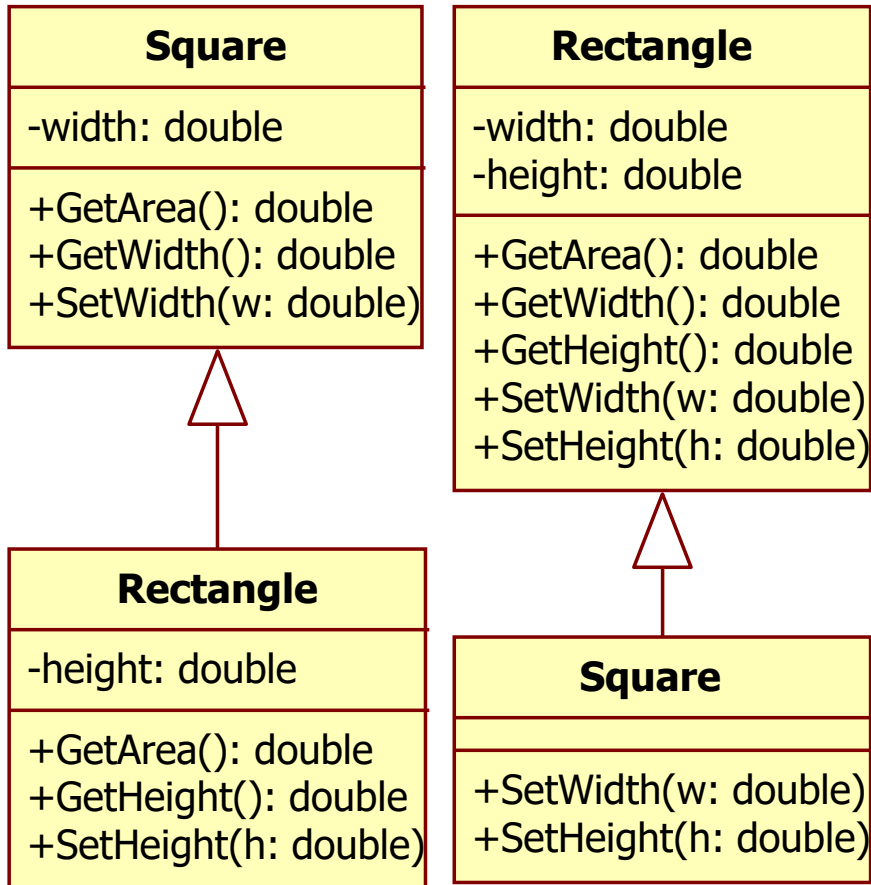 Square
-width: double
+GetArea(): double
+GetWidth(): double
+SetWidth(w: double)
Rectangle
-height: double
+GetArea(): double
+GetHeight(): double
+SetHeight(h: double)
Rectangle
-width: double
-height: double
+GetArea(): double
+GetWidth(): double
+GetHeight(): double
+SetWidth(w: double)
+SetHeight(h: double)
Square
+SetWidth(w: double)
+SetHeight(h: double)